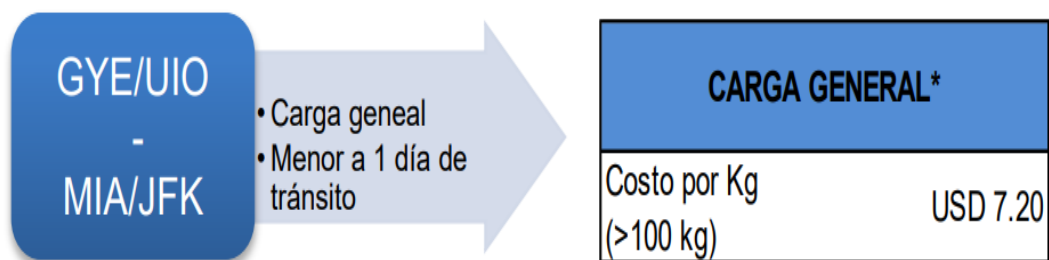 GYE/UIO
-
MIA/JFK
• Carga geneal
• Menor a 1 día de
tránsito
CARGA GENERAL*
Costo por Kg
(>100 kg)
USD 7.20